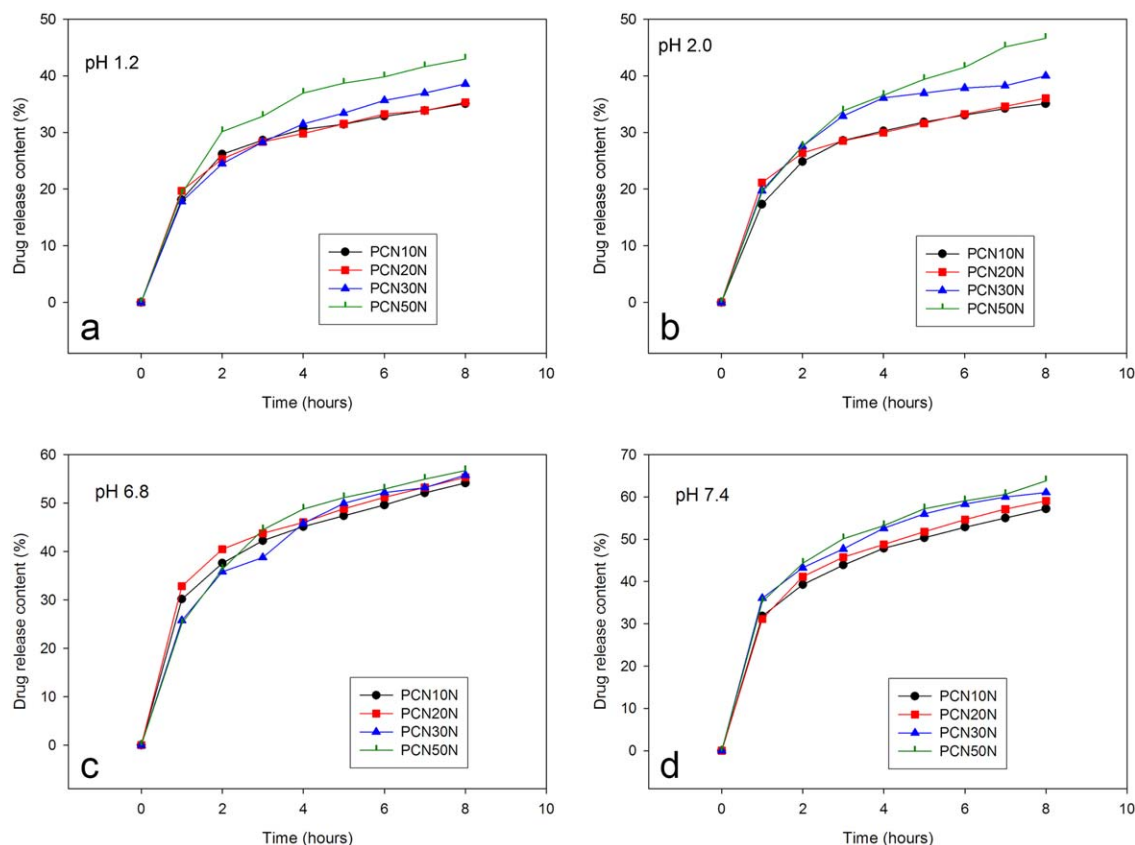 50
40
30
20
10
0
Drug release content (%)
pH 1.2
PCN10N
PCN20N
PCN30N
PCN50N
a
0 2 4 6 8 10
Time (hours)
50
40
30
20
10
0
Drug release content (%)
pH 2.0
PCN10N
PCN20N
PCN30N
PCN50N
b
0 2 4 6 8 10
Time (hours)
60
50
40
30
20
10
0
Drug release content (%)
pH 6.8
PCN10N
PCN20N
PCN30N
PCN50N
c
0 2 4 6 8 10
Time (hours)
70
60
50
40
30
20
10
0
Drug release content (%)
pH 7.4
PCN10N
PCN20N
PCN30N
PCN50N
d
0 2 4 6 8 10
Time (hours)